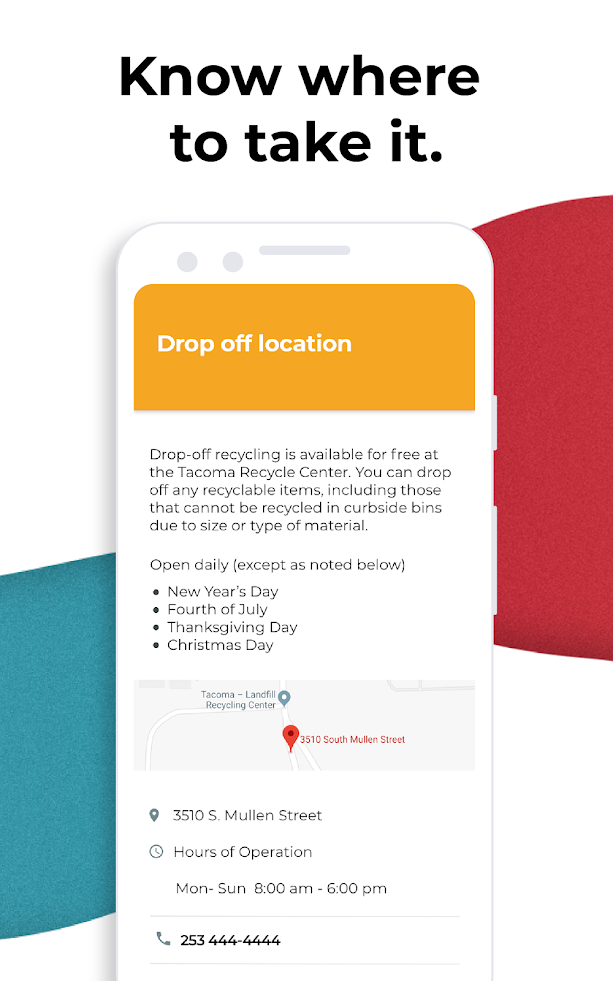 Know where
to take it.
Drop off location
Drop-off recycling is available for free at
the Tacoma Recycle Center. You can drop
off any recyclable items, including those
that cannot be recycled in curbside bins
due to size or type of material.
Open daily (except as noted below)
• New Year's Day
• Fourth of July
• Thanksgiving Day
• Christmas Day
Tacoma – Landfill
Recycling Center
3510 South Mullen Street
3510 S. Mullen Street
Hours of Operation
Mon- Sun 8:00 am - 6:00 pm
253 444-4444